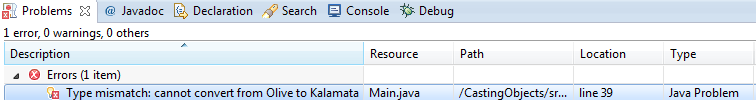 Problems @ Javadoc Declaration Search Console Debug
1 error, 0 warnings, 0 others
Description Resource Path Location Type
Errors (1 item)
Type mismatch: cannot convert from Olive to Kalamata Main.java /CastingObjects/sr... line 39 Java Problem